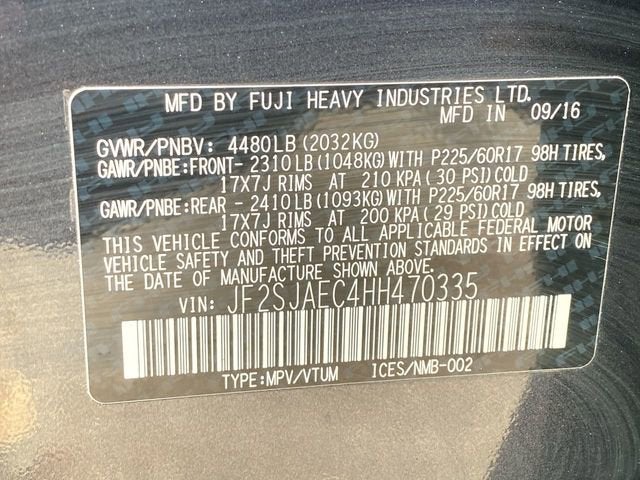 MFD BY FUJI HEAVY INDUSTRIES LTD.
MFD IN 09/16
GVWR/PNBV: 4480LB (2032KG)
GAWR/PNBE:FRONT- 2310LB(1048KG)WITH P225/60R17 98H TIRES,
17X7J RIMS AT 210 KPA ( 30 PSI) COLD
GAWR/PNBE:REAR - 2410LB(1093KG)WITH P225/60R17 98H TIRES,
17X7J RIMS AT 200 KPA ( 29 PSI) COLD
THIS VEHICLE CONFORMS TO ALL APPLICABLE FEDERAL MOTOR
VEHICLE SAFETY AND THEFT PREVENTION STANDARDS IN EFFECT ON
THE DATE OF MANUFACTURE SHOWN ABOVE.
VIN: JF2SJAEC4HH470335
TYPE:MPV/VTUM ICES/NMB-002